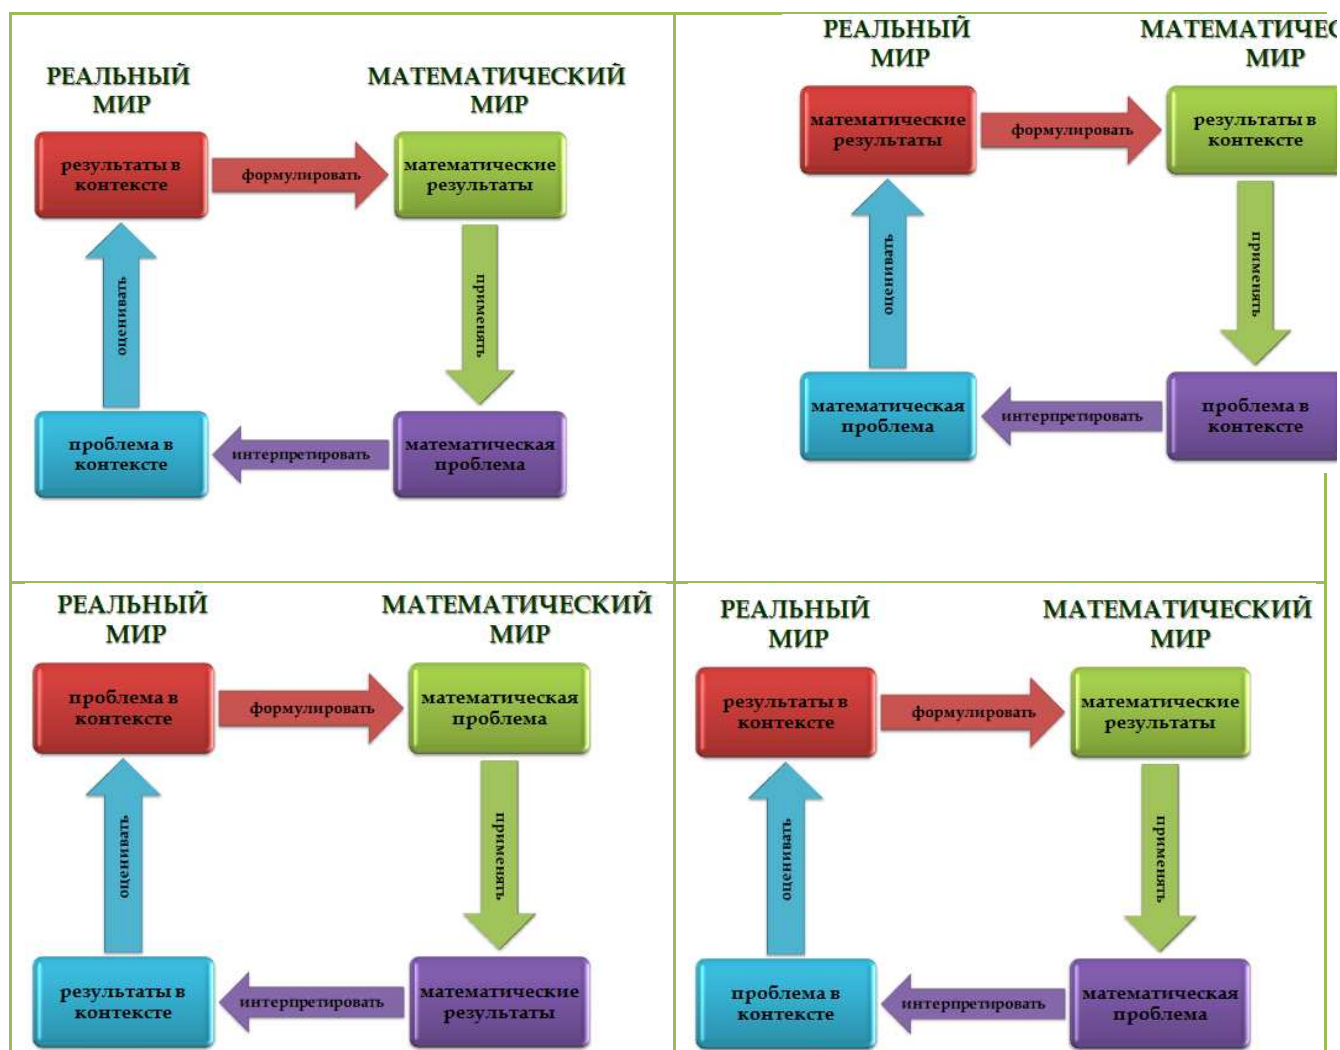 РЕАЛЬНЫЙ
МИР
МАТЕМАТИЧЕСКИЙ
МИР
результаты в
контексте
формулировать
математические
результаты
оценивать
применять
проблема в
контексте
интерпретировать
математическая
проблема
РЕАЛЬНЫЙ
МИР
МАТЕМАТИЧЕС
МИР
математические
результаты
формулировать
результаты в
контексте
оценивать
применять
математическая
проблема
интерпретировать
проблема в
контексте
РЕАЛЬНЫЙ
МИР
МАТЕМАТИЧЕСКИЙ
МИР
проблема в
контексте
формулировать
математическая
проблема
оценивать
применять
результаты в
контексте
интерпретировать
математические
результаты
РЕАЛЬНЫЙ
МИР
МАТЕМАТИЧЕСКИЙ
МИР
результаты в
контексте
формулировать
математические
результаты
оценивать
применять
проблема в
контексте
интерпретировать
математическая
проблема